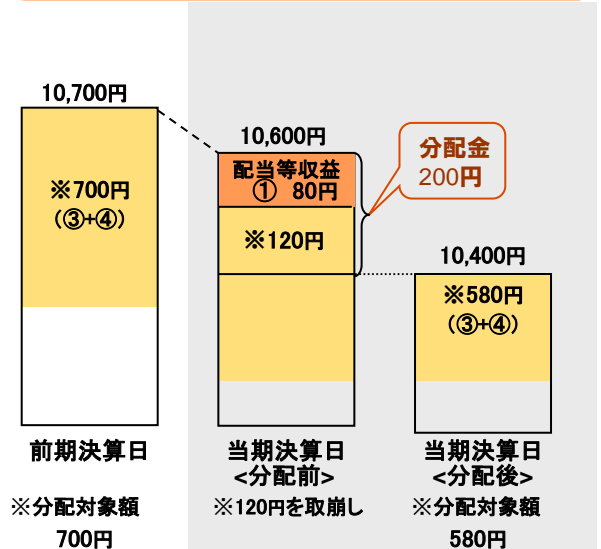 10,700円
※700円
(③+④)
前期決算日
※分配対象額
700円
10,600円
配当等収益
① 80円
※120円
当期決算日
<分配前>
※120円を取崩し
分配金
200円
10,400円
※580円
(③+④)
当期決算日
<分配後>
※分配対象額
580円